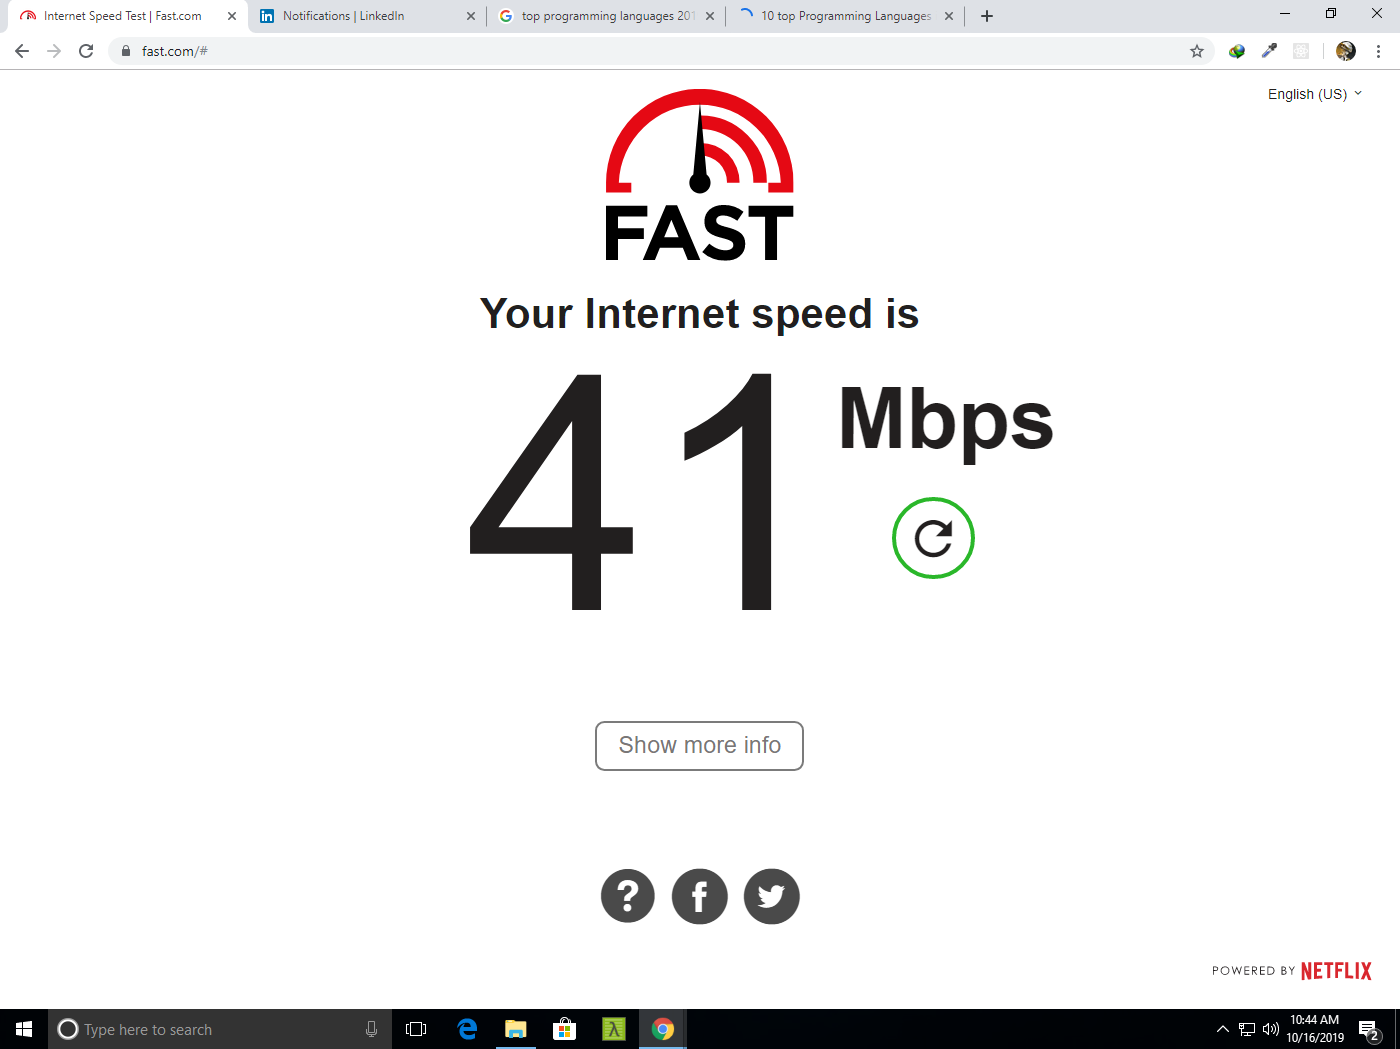 Internet Speed Test | Fast.com
Notifications | LinkedIn
top programming languages 201
10 top Programming Languages
fast.com/#
English (US)
FAST
Your Internet speed is
41 Mbps
Show more info
POWERED BY NETFLIX
Type here to search
10:44 AM
10/16/2019
2